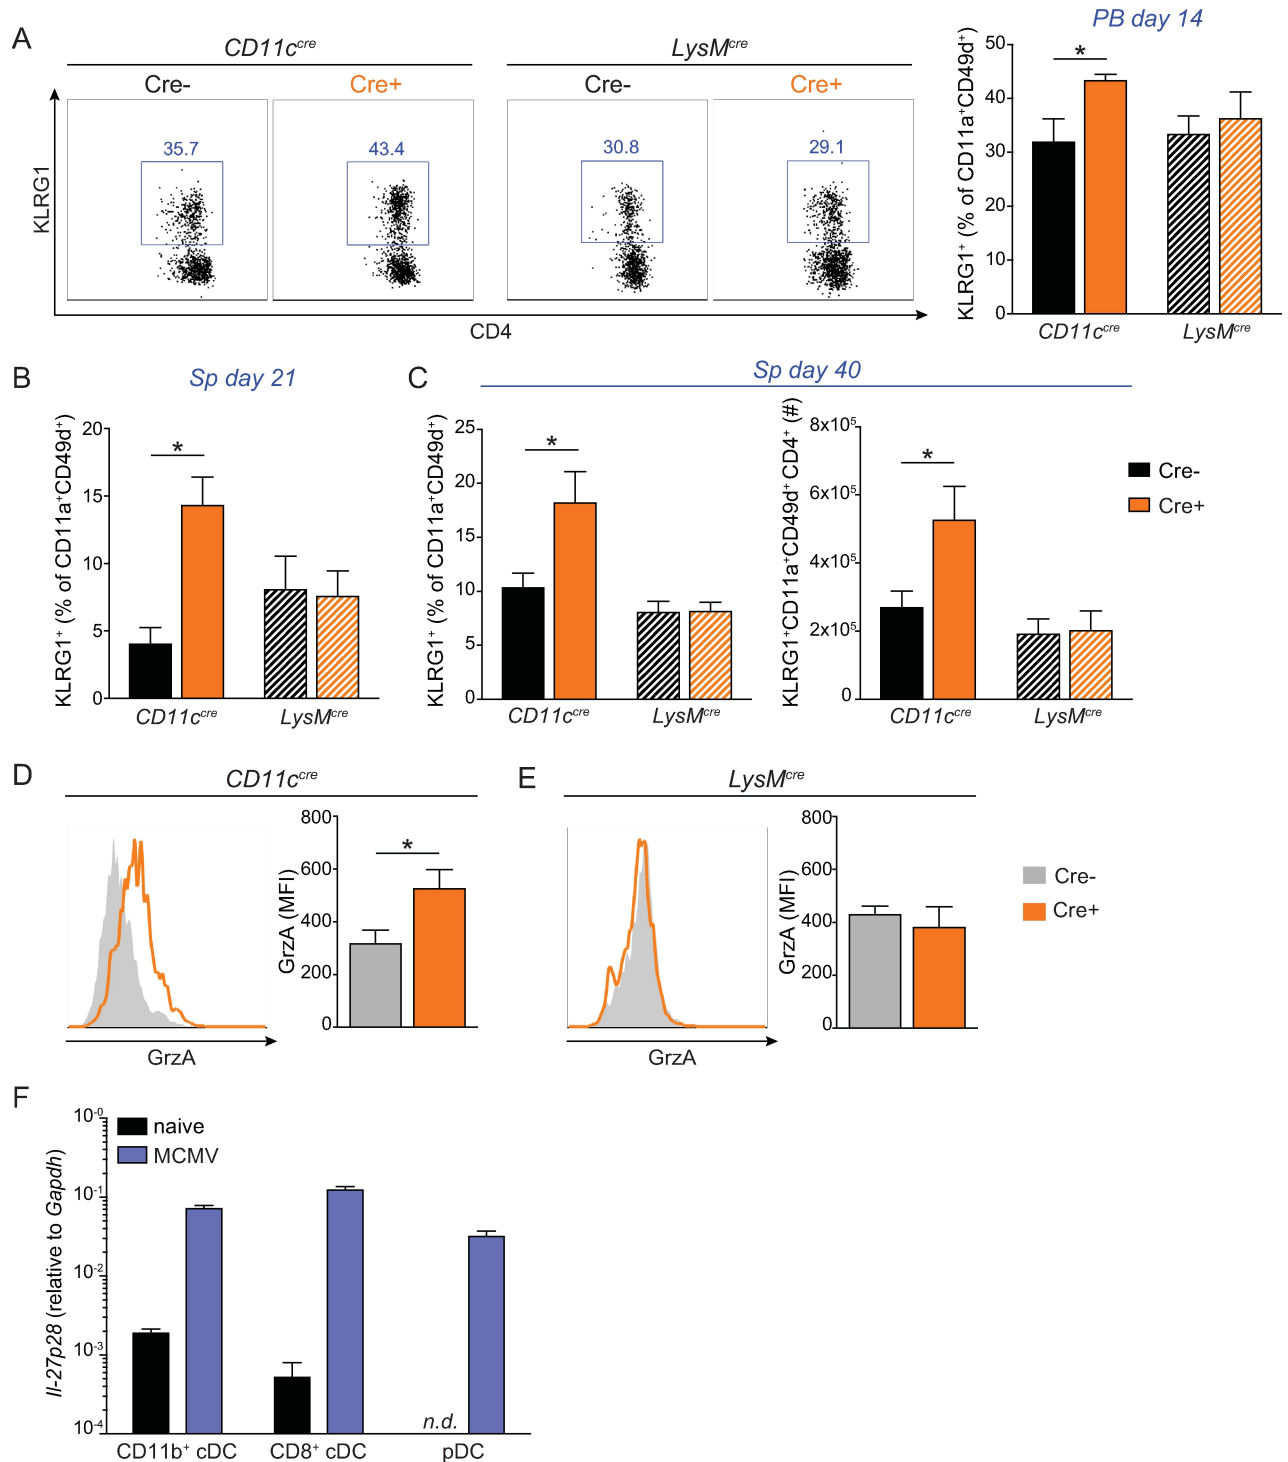 A
CD11c^cre
LysM^cre
PB day 14
Cre-
Cre+
Cre-
Cre+
35.7
43.4
30.8
29.1
KLRG1
CD4
KLRG1⁺ (% of CD11a⁺CD49d⁺)
50
40
30
20
10
0
*
CD11c^cre
LysM^cre
B
Sp day 21
KLRG1⁺ (% of CD11a⁺CD49d⁺)
20
15
10
5
0
*
CD11c^cre
LysM^cre
C
Sp day 40
KLRG1⁺ (% of CD11a⁺CD49d⁺)
25
20
15
10
5
0
*
CD11c^cre
LysM^cre
KLRG1⁺CD11a⁺CD49d⁺CD4⁺ (#)
8x10⁵
6x10⁵
4x10⁵
2x10⁵
0
*
CD11c^cre
LysM^cre
Cre-
Cre+
D
CD11c^cre
GrzA
GrzA (MFI)
800
600
400
200
0
*
E
LysM^cre
GrzA
GrzA (MFI)
800
600
400
200
0
Cre-
Cre+
F
Il-27p28 (relative to Gapdh)
10⁻⁰
10⁻¹
10⁻²
10⁻³
10⁻⁴
naive
MCMV
n.d.
CD11b⁺ cDC
CD8⁺ cDC
pDC